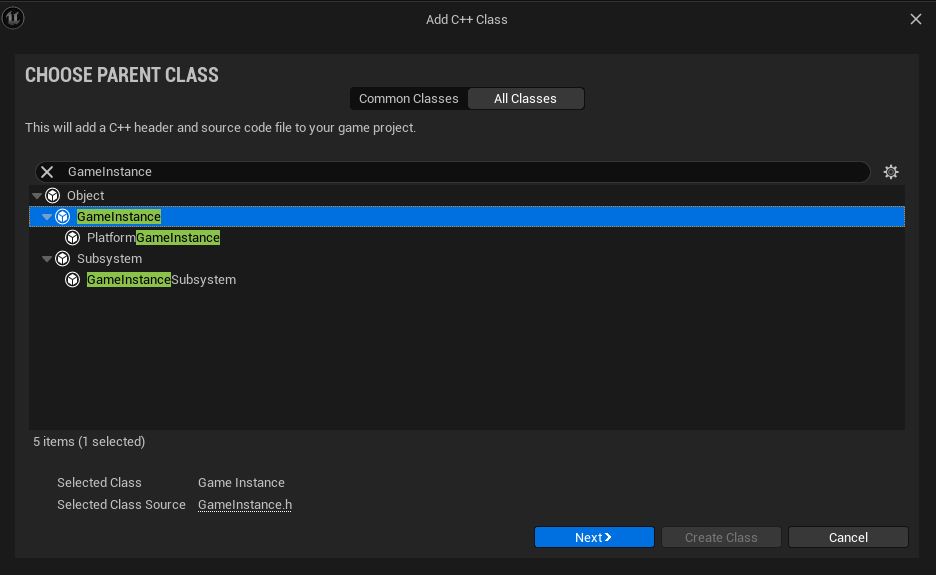 Add C++ Class
CHOOSE PARENT CLASS
Common Classes All Classes
This will add a C++ header and source code file to your game project.
GameInstance
Object
GameInstance
PlatformGameInstance
Subsystem
GameInstanceSubsystem
5 items (1 selected)
Selected Class Game Instance
Selected Class Source GameInstance.h
Next Create Class Cancel